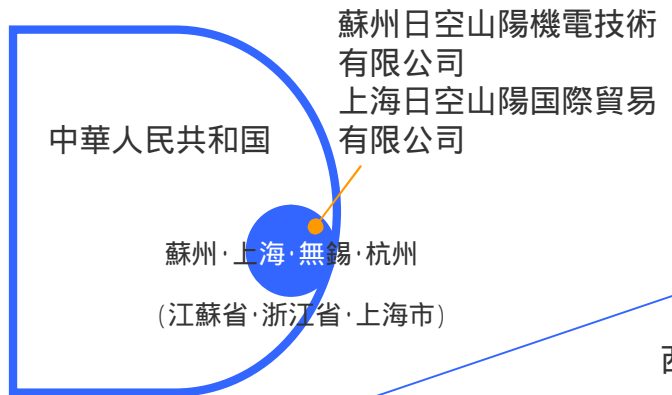 蘇州日空山陽機電技術
有限公司
上海日空山陽国際貿易
有限公司
中華人民共和国
蘇州·上海·無錫·杭州
(江蘇省·浙江省·上海市)
西